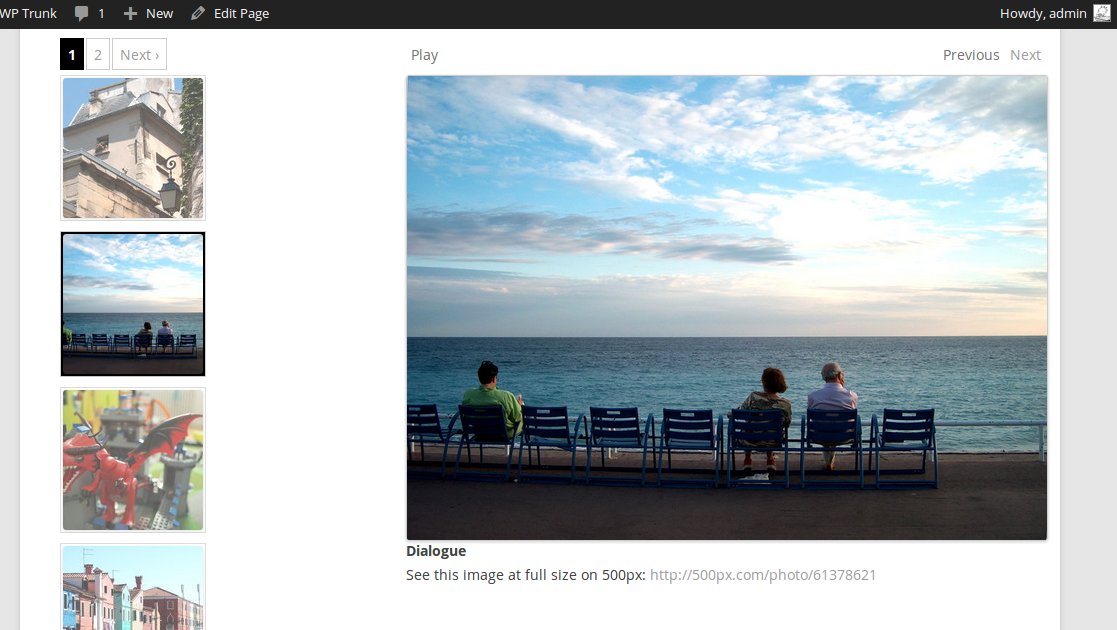 WP Trunk 1 New Edit Page Howdy, admin
1 2 Next › Play Previous Next
Dialogue
See this image at full size on 500px: http://500px.com/photo/61378621